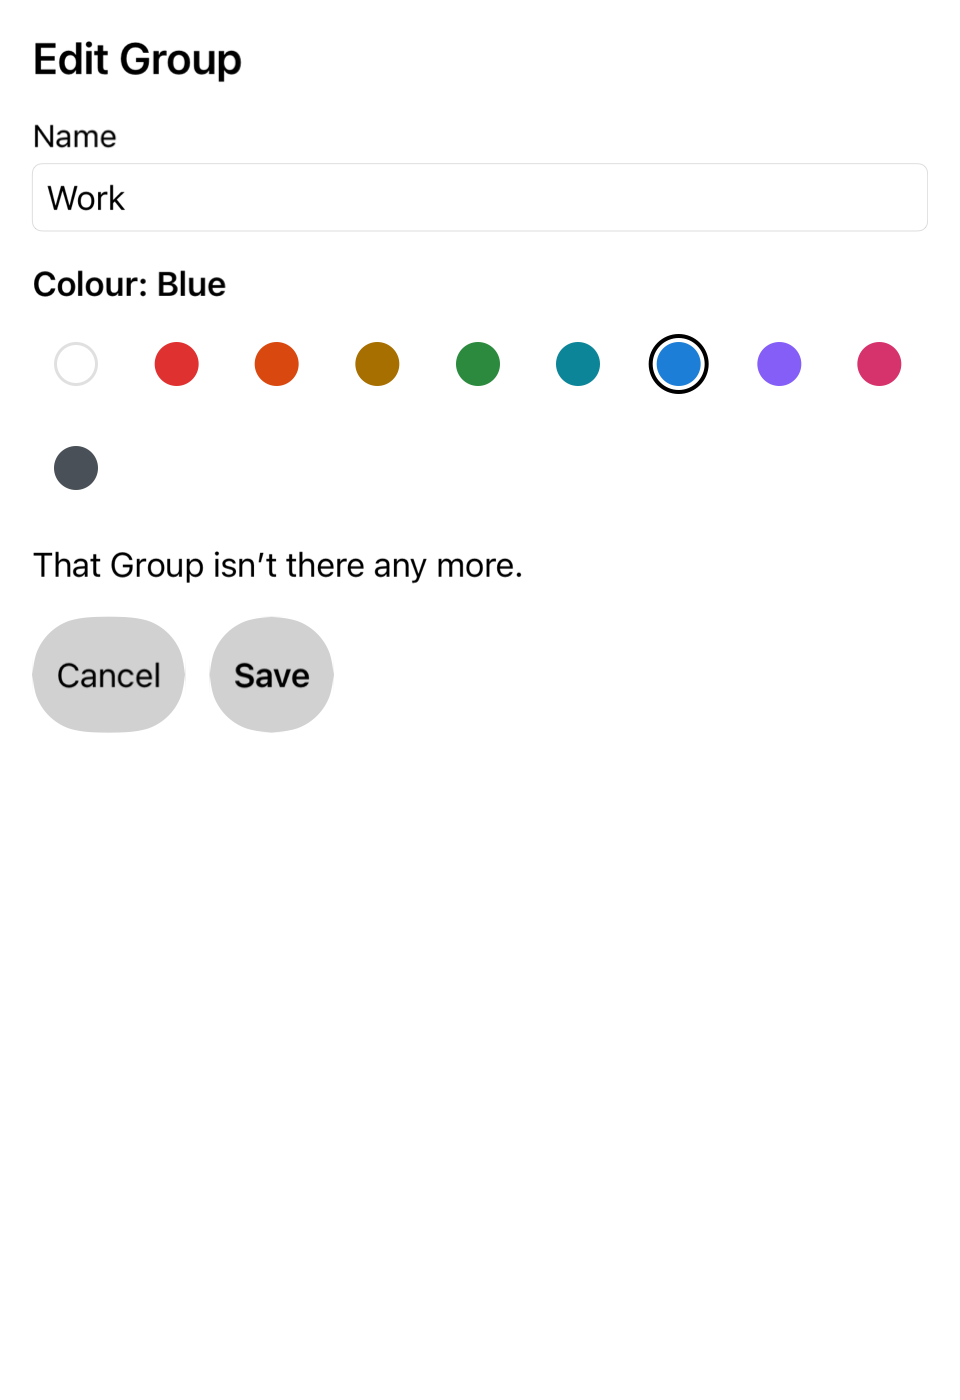 Edit Group
Name
Work
Colour: Blue
That Group isn’t there any more.
Cancel Save